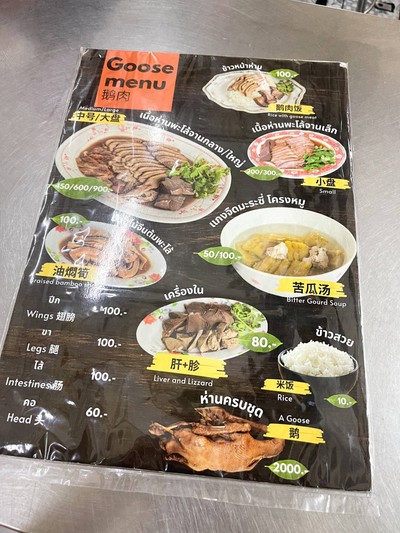 Goose
menu
鹅肉
Medium/Large
中号/大盘
ข้าวหน้าห่าน
100.-
鹅肉饭
Rice with goose meat
เนื้อห่านพะโล้จานกลาง/ใหญ่
450/600/900
เนื้อห่านพะโล้จานเล็ก
200/300
小盘
Small
100.-
油焖筍
แกงจืดมะระซี่โครงหมู
50/100.-
苦瓜汤
Bitter Gourd Soup
ปีก
Wings 翅膀
100.-
ขา
Legs 腿
100.-
ไส้
Intestines 肠
100.-
คอ
Head 头
60.-
เครื่องใน
80.-
肝+胗
Liver and Lizzard
ข้าวสวย
米饭
Rice
10.-
ห่านครบชุด
A Goose
鹅
2000.-